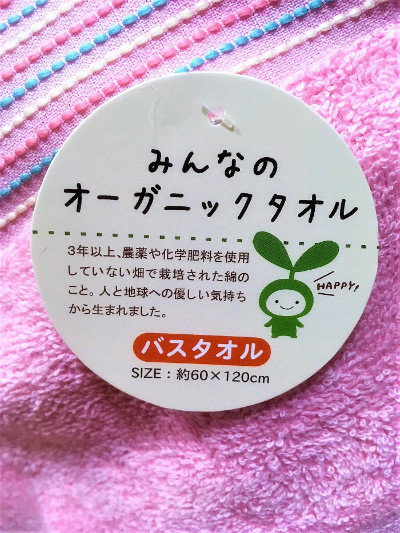 みんなの
オーガニックタオル
3年以上、農薬や化学肥料を使用
していない畑で栽培された綿の
こと。人と地球への優しい気持ち
から生まれました。
HAPPY!
バスタオル
SIZE：約60×120cm